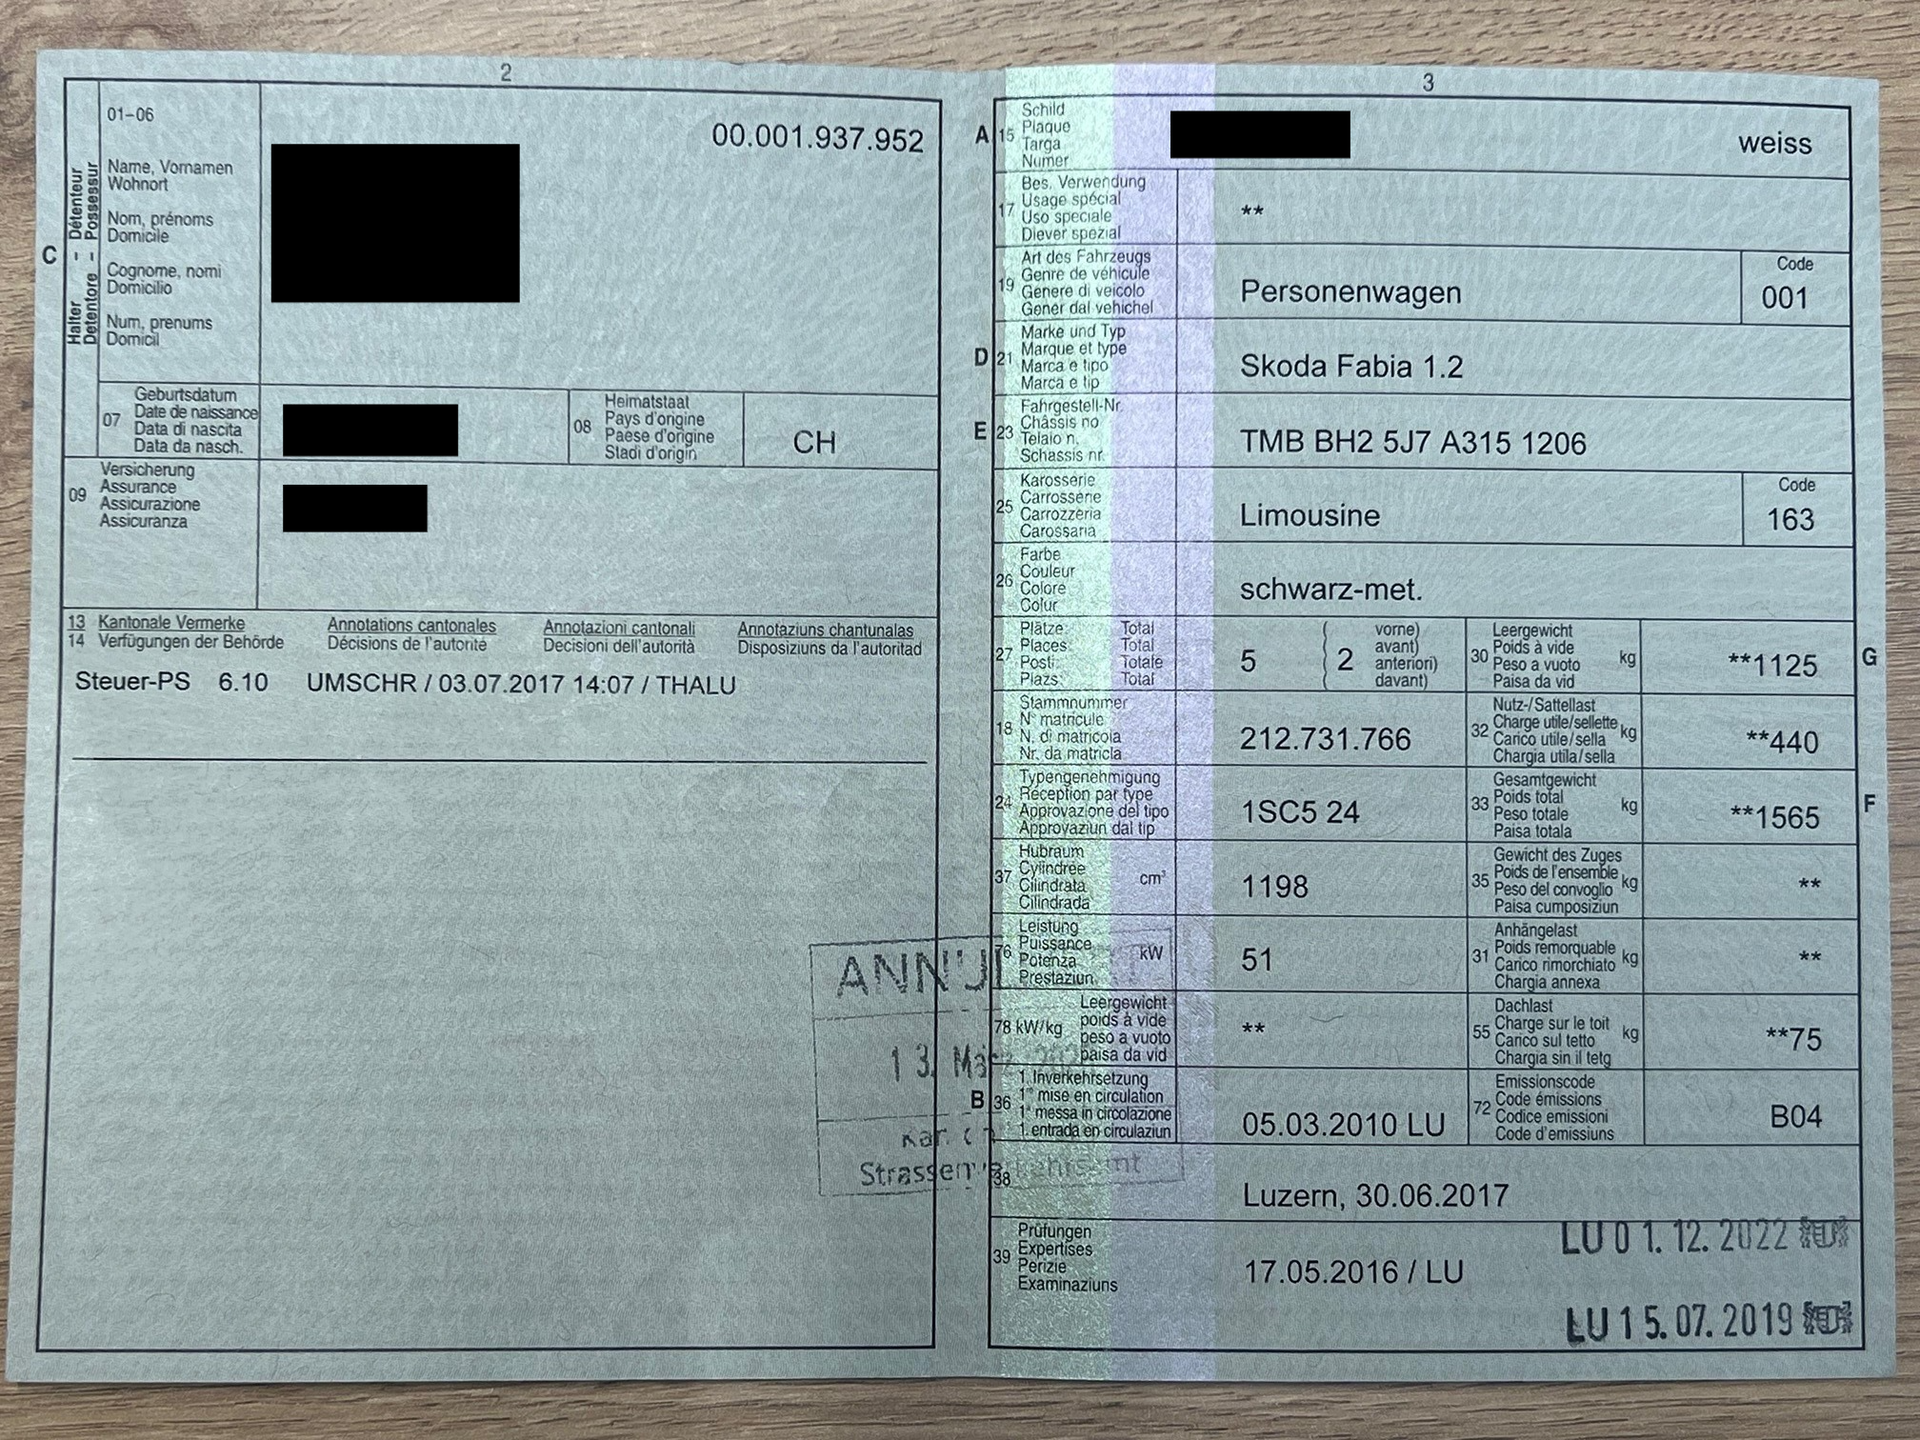 2
01-06
00.001.937.952
C
Halter - Détenteur
Detentore - Possessur
Name, Vornamen
Wohnort
Nom, prénoms
Domicile
Cognome, nomi
Domicilio
Num, prenums
Domicil
07
Geburtsdatum
Date de naissance
Data di nascita
Data da nasch.
08
Heimatstaat
Pays d'origine
Paese d'origine
Stadi d'origin
CH
09
Versicherung
Assurance
Assicurazione
Assicuranza
13 Kantonale Vermerke Annotations cantonales Annotazioni cantonali Annotaziuns chantunalas
14 Verfügungen der Behörde Décisions de l'autorité Decisioni dell'autorità Disposiziuns da l'autoritad
Steuer-PS 6.10 UMSCHR / 03.07.2017 14:07 / THALU
13. März
3
A 15
Schild
Plaque
Targa
Numer
weiss
17
Bes. Verwendung
Usage spécial
Uso speciale
Diever spezial
**
19
Art des Fahrzeugs
Genre de véhicule
Genere di veicolo
Gener dal vehichel
Personenwagen
Code
001
D 21
Marke und Typ
Marque et type
Marca e tipo
Marca e tip
Skoda Fabia 1.2
E 23
Fahrgestell-Nr.
Châssis no
Telaio n.
Schassis nr.
TMB BH2 5J7 A315 1206
25
Karosserie
Carrosserie
Carrozzeria
Carossaria
Limousine
Code
163
26
Farbe
Couleur
Colore
Colur
schwarz-met.
27
Plätze: Total
Places: Total
Posti: Totale
Plazs: Total
5
2
vorne)
avant)
anteriori)
davant)
30
Leergewicht
Poids à vide
Peso a vuoto
Paisa da vid
kg
**1125
G
18
Stammnummer
N° matricule
N. di matricola
Nr. da matricla
212.731.766
32
Nutz-/Sattellast
Charge utile/sellette
Carico utile/sella
Chargia utila/sella
kg
**440
24
Typengenehmigung
Réception par type
Approvazione del tipo
Approvaziun dal tip
1SC5 24
33
Gesamtgewicht
Poids total
Peso totale
Paisa totala
kg
**1565
F
37
Hubraum
Cylindrée
Cilindrata
Cilindrada
cm³
1198
35
Gewicht des Zuges
Poids de l'ensemble
Peso del convoglio
Paisa cumposiziun
kg
**
76
Leistung
Puissance
Potenza
Prestaziun
kW
51
31
Anhängelast
Poids remorquable
Carico rimorchiato
Chargia annexa
kg
**
78 kW/kg
Leergewicht
poids à vide
peso a vuoto
paisa da vid
**
55
Dachlast
Charge sur le toit
Carico sul tetto
Chargia sin il tetg
kg
**75
B 36
1. Inverkehrsetzung
1re mise en circulation
1a messa in circolazione
1. entrada en circulaziun
05.03.2010 LU
72
Emissionscode
Code émissions
Codice emissioni
Code d'emissiuns
B04
Strassenverkehrsamt
38
Luzern, 30.06.2017
39
Prüfungen
Expertises
Perizie
Examinaziuns
17.05.2016 / LU
LU 01.12.2022
LU 15.07.2019